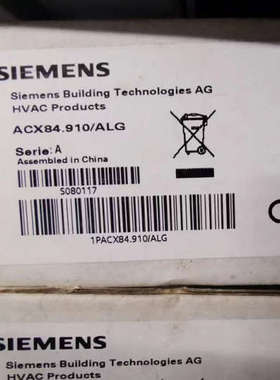 SIEMENS
Siemens Building Technologies AG
HVAC Products
ACX84.910/ALG
Serie: A
Assembled in China
S080117
1PACX84.910/ALG
SIEMENS
Siemens Building Technologies AG
HVAC Products